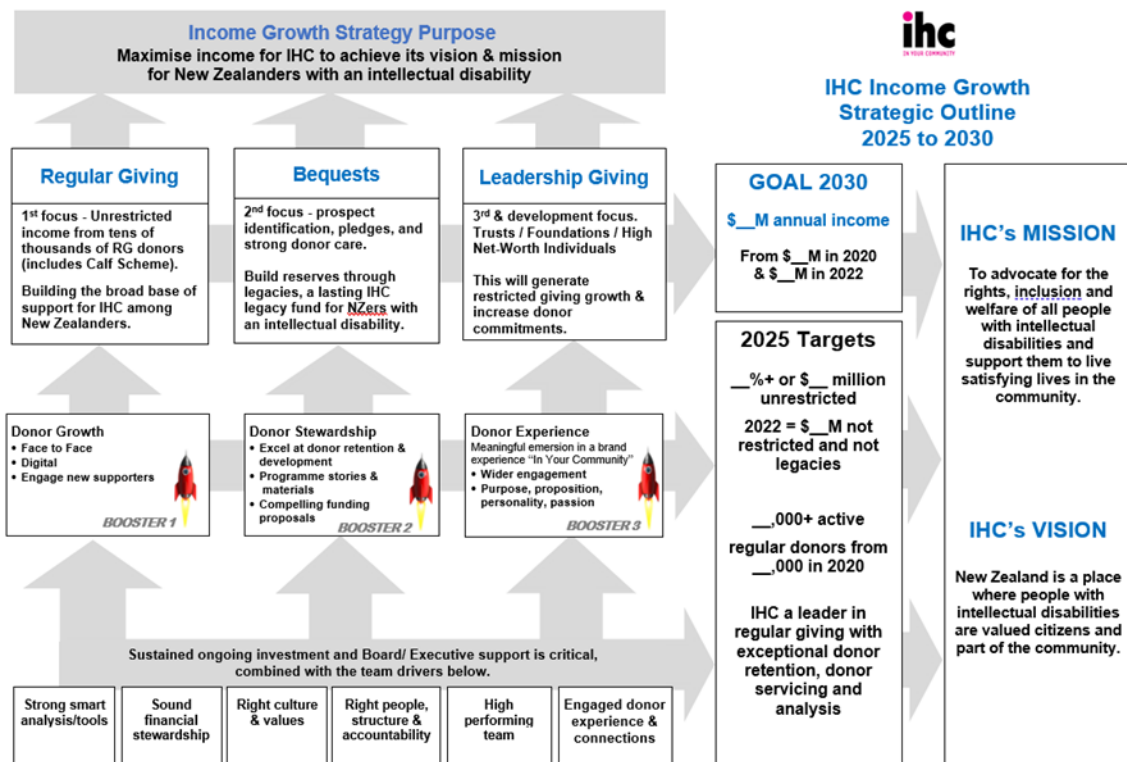 Income Growth Strategy Purpose
Maximise income for IHC to achieve its vision & mission
for New Zealanders with an intellectual disability
ihc
IN YOUR COMMUNITY
IHC Income Growth
Strategic Outline
2025 to 2030
Regular Giving
1st focus - Unrestricted
income from tens of
thousands of RG donors
(includes Calf Scheme).
Building the broad base of
support for IHC among
New Zealanders.
Bequests
2nd focus - prospect
identification, pledges, and
strong donor care.
Build reserves through
legacies, a lasting IHC
legacy fund for NZers with
an intellectual disability.
Leadership Giving
3rd & development focus.
Trusts / Foundations / High
Net-Worth Individuals
This will generate
restricted giving growth &
increase donor
commitments.
GOAL 2030
$__M annual income
From $__M in 2020
& $__M in 2022
2025 Targets
__%+ or $__ million
unrestricted
2022 = $__M not
restricted and not
legacies
__,000+ active
regular donors from
__,000 in 2020
IHC a leader in
regular giving with
exceptional donor
retention, donor
servicing and
analysis
IHC's MISSION
To advocate for the
rights, inclusion and
welfare of all people
with intellectual
disabilities and
support them to live
satisfying lives in the
community.
IHC's VISION
New Zealand is a place
where people with
intellectual disabilities
are valued citizens and
part of the community.
Donor Growth
• Face to Face
• Digital
• Engage new supporters
BOOSTER 1
Donor Stewardship
• Excel at donor retention &
development
• Programme stories &
materials
• Compelling funding
proposals
BOOSTER 2
Donor Experience
Meaningful emersion in a brand
experience "In Your Community"
• Wider engagement
• Purpose, proposition,
personality, passion
BOOSTER 3
Sustained ongoing investment and Board/ Executive support is critical,
combined with the team drivers below.
Strong smart
analysis/tools
Sound
financial
stewardship
Right culture
& values
Right people,
structure &
accountability
High
performing
team
Engaged donor
experience &
connections